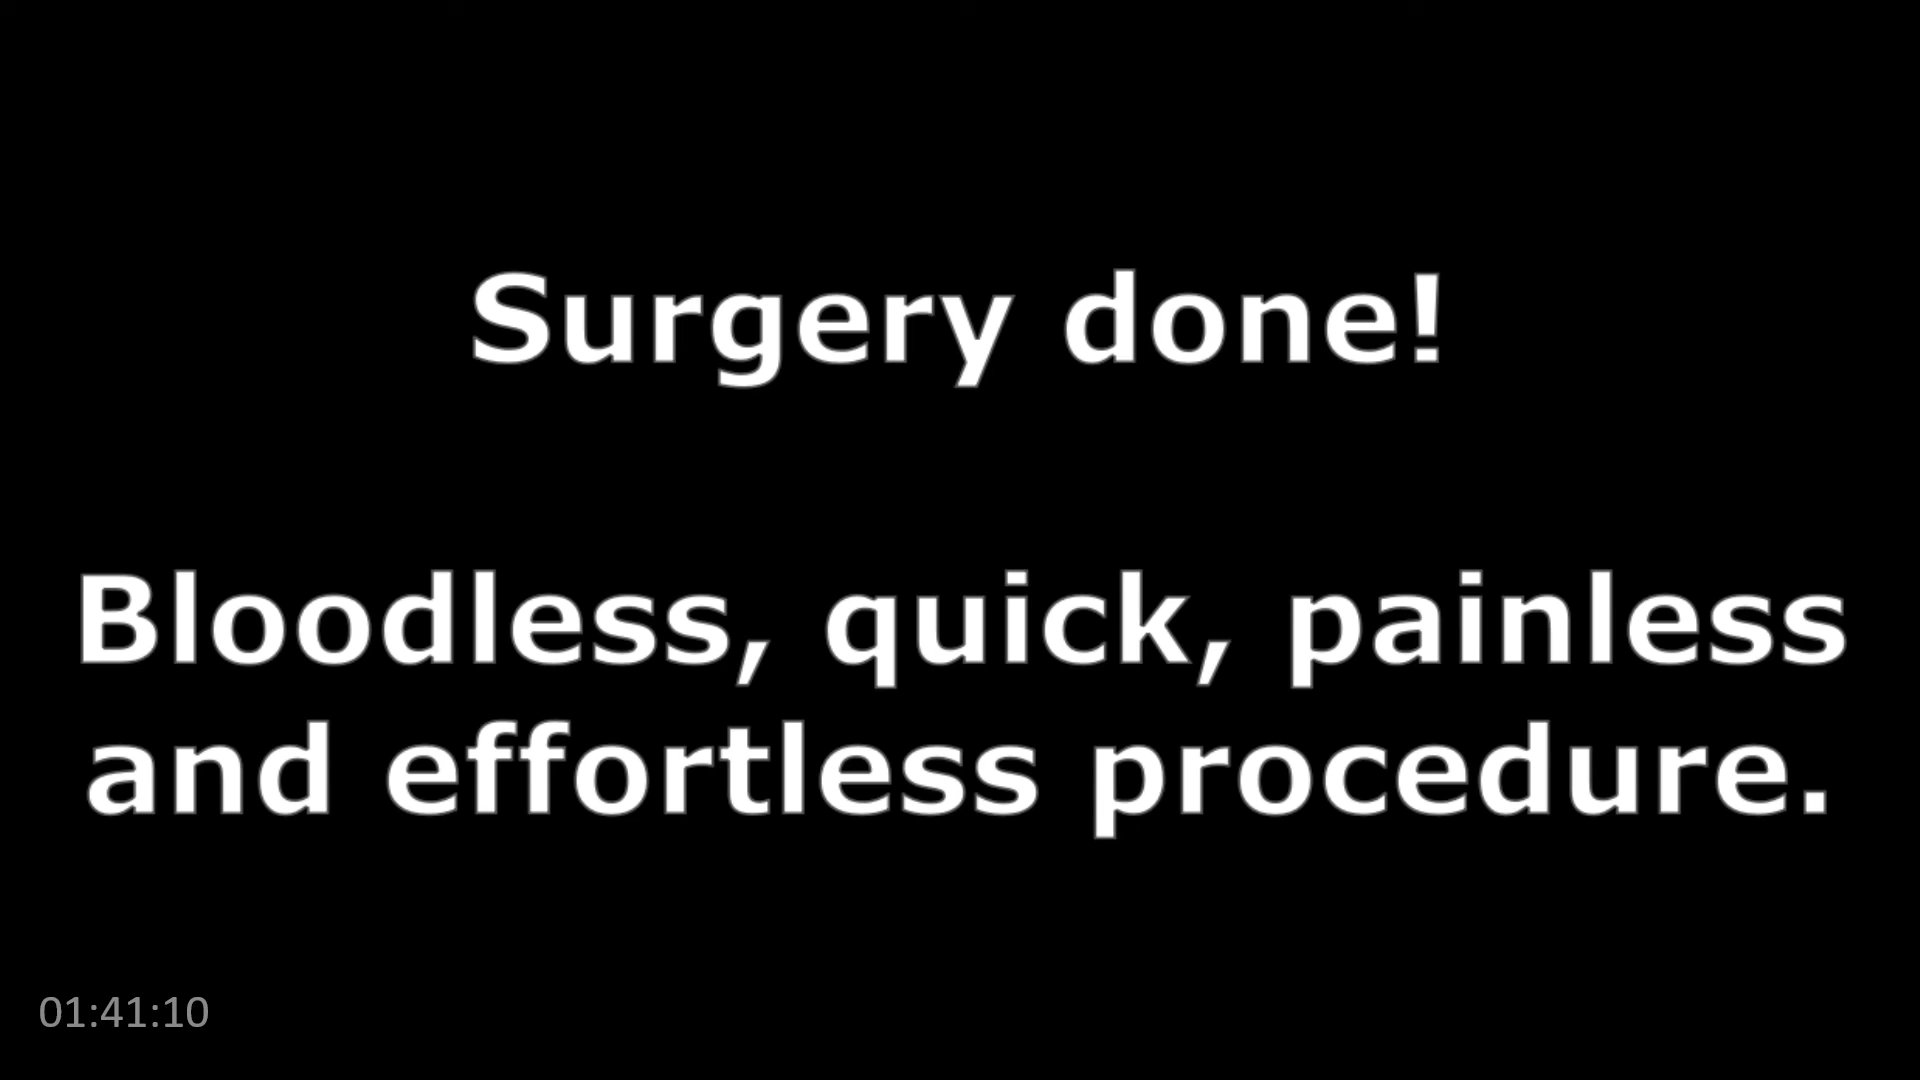 Surgery done!
Bloodless, quick, painless
and effortless procedure.
01:41:10